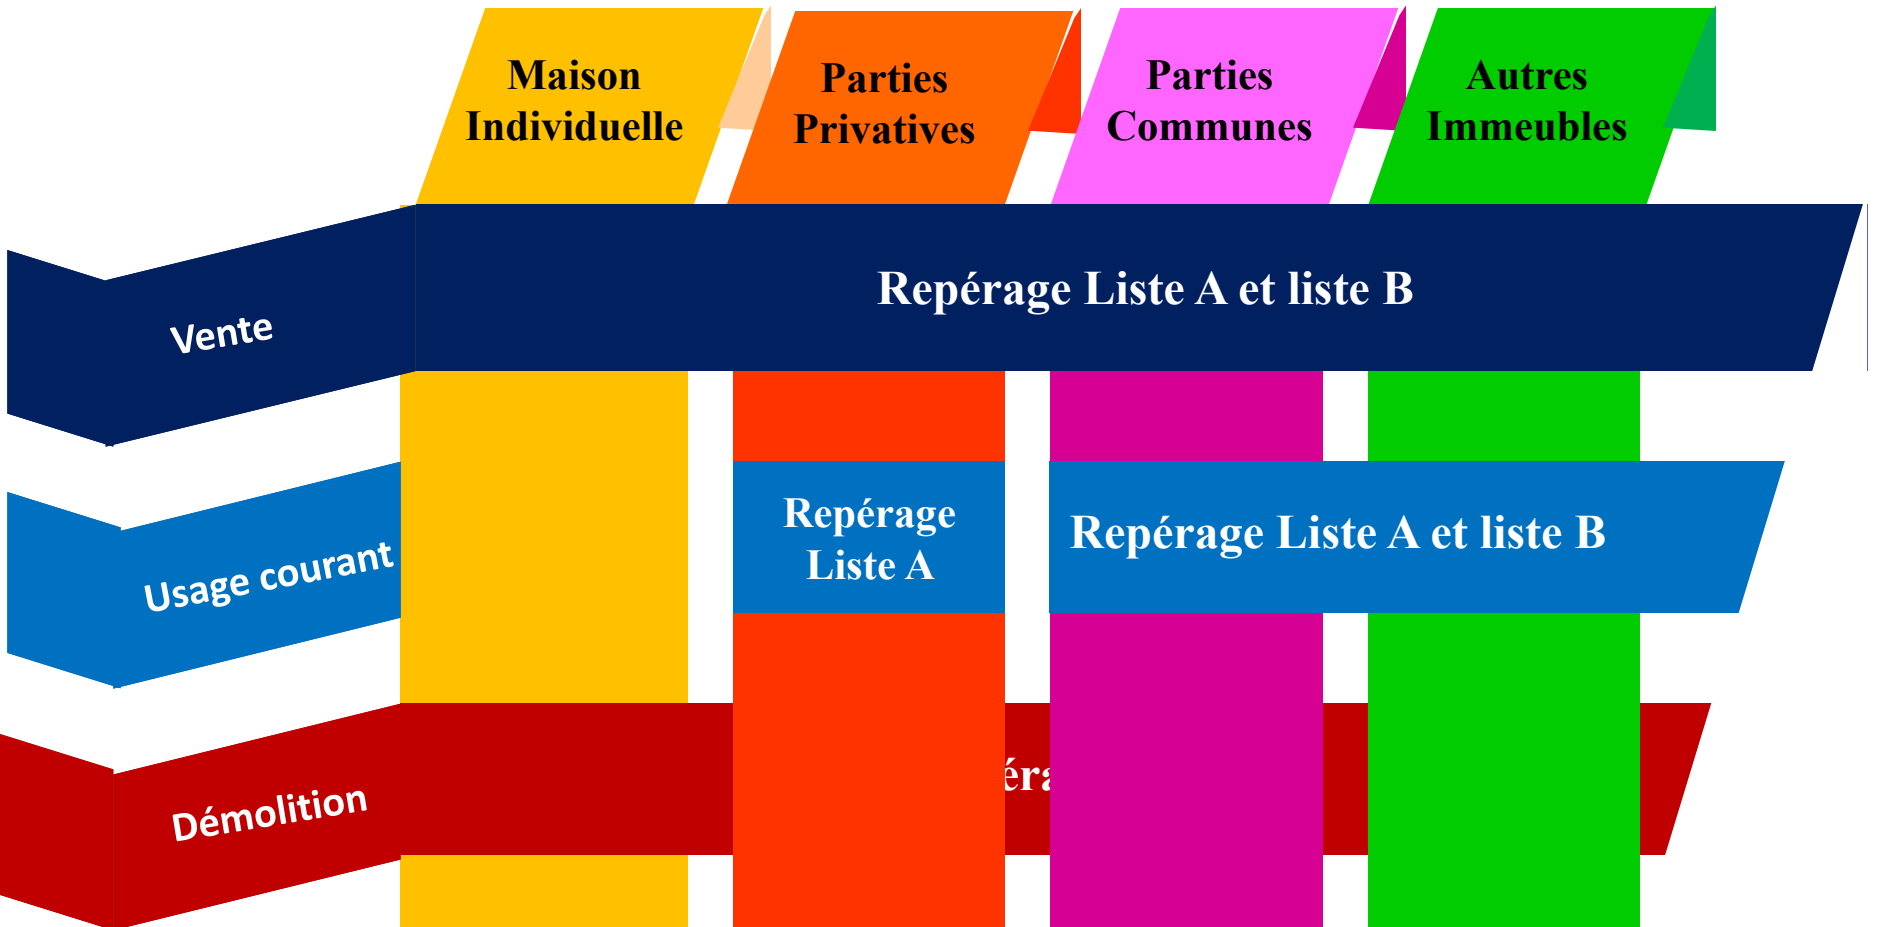 Maison
Individuelle
Parties
Privatives
Parties
Communes
Autres
Immeubles
Repérage Liste A et liste B
Vente
Repérage
Liste A
Repérage Liste A et liste B
Usage courant
Démolition